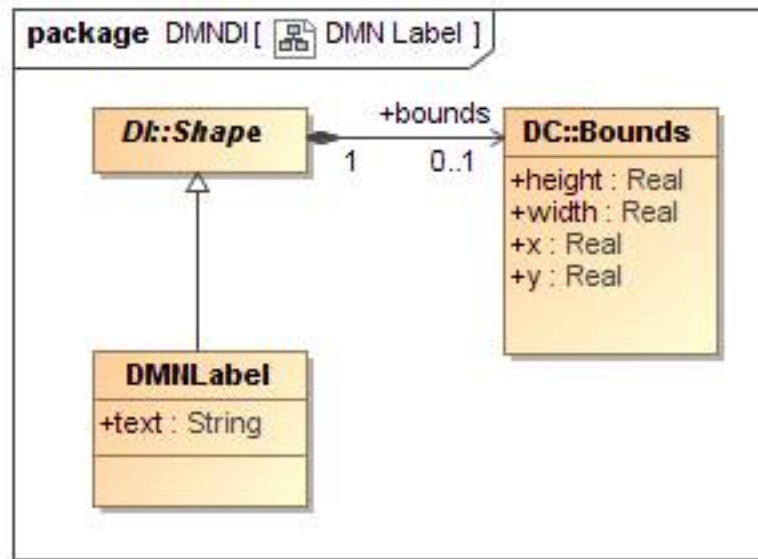 package DMNDI[ DMN Label ]
DI::Shape
+bounds
1
0..1
DC::Bounds
+height : Real
+width : Real
+x : Real
+y : Real
DMNLabel
+text : String